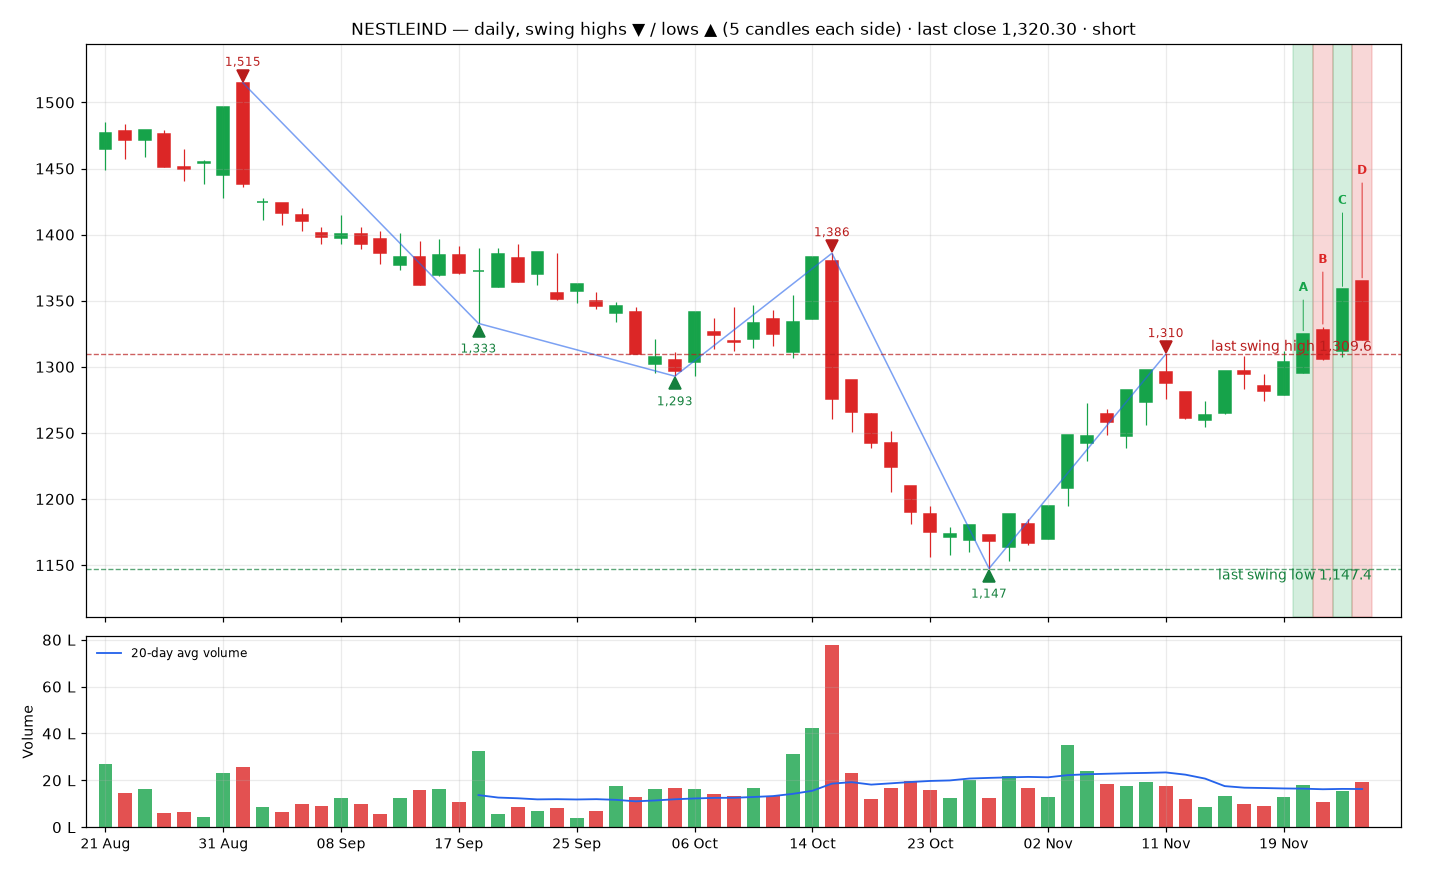 NESTLEIND — daily, swing highs ▼ / lows ▲ (5 candles each side) · last close 1,320.30 · short
1,515
1500
1450
1400
1350
1300
1250
1200
1150
1,333
1,293
1,386
1,147
1,310
A
B
C
D
last swing high 1,309.6
last swing low 1,147.4
80 L
60 L
40 L
20 L
0 L
Volume
20-day avg volume
21 Aug
31 Aug
08 Sep
17 Sep
25 Sep
06 Oct
14 Oct
23 Oct
02 Nov
11 Nov
19 Nov